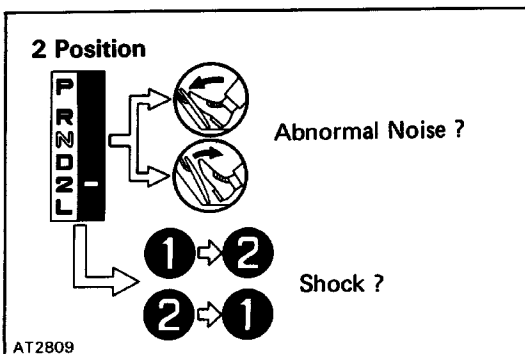 2 Position
P
R
N
D
2
L
Abnormal Noise ?
1 2
Shock ?
2 1
AT2809